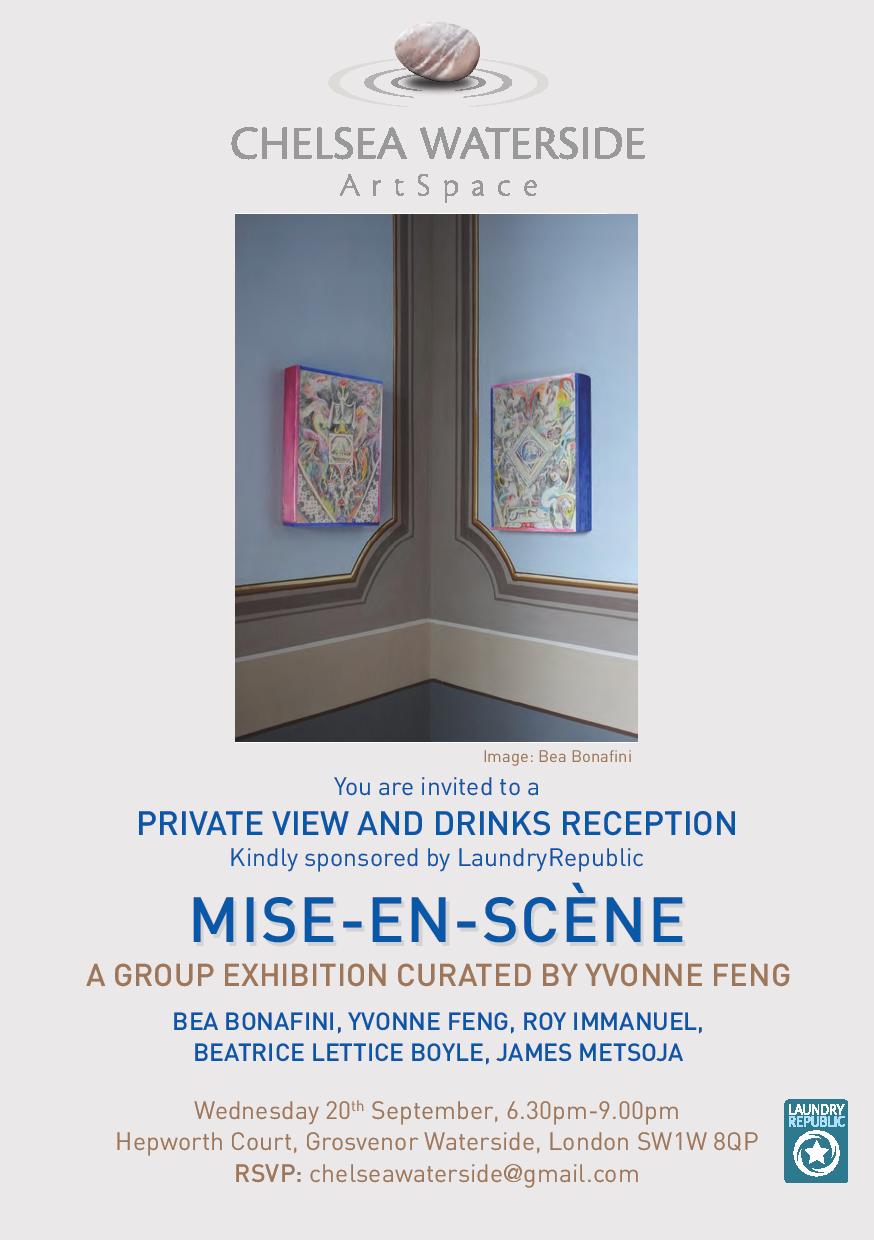 CHELSEA WATERSIDE
ArtSpace
Image: Bea Bonafini
You are invited to a
PRIVATE VIEW AND DRINKS RECEPTION
Kindly sponsored by LaundryRepublic
MISE-EN-SCÈNE
A GROUP EXHIBITION CURATED BY YVONNE FENG
BEA BONAFINI, YVONNE FENG, ROY IMMANUEL,
BEATRICE LETTICE BOYLE, JAMES METSOJA
Wednesday 20th September, 6.30pm-9.00pm
Hepworth Court, Grosvenor Waterside, London SW1W 8QP
RSVP: chelseawaterside@gmail.com
LAUNDRY
REPUBLIC